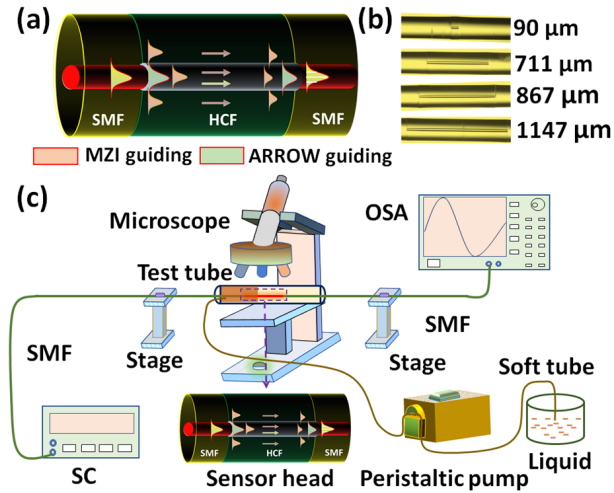 (a)
SMF
HCF
SMF
MZI guiding
ARROW guiding
(b)
90 μm
711 μm
867 μm
1147 μm
(c)
Microscope
OSA
Test tube
SMF
Stage
Stage
SMF
Soft tube
SC
SMF
HCF
SMF
Sensor head
Peristaltic pump
Liquid